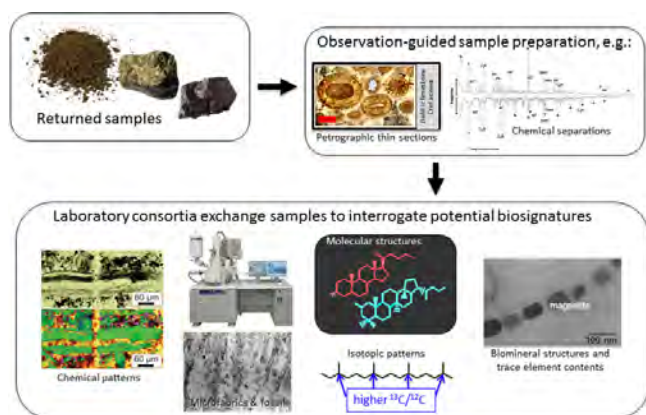 Observation-guided sample preparation, e.g.:
Returned samples
Petrographic thin sections
Chemical separations
Laboratory consortia exchange samples to interrogate potential biosignatures
Molecular structures
60 µm
magnetite
60 µm
100 nm
Chemical patterns
Microfabrics & fossils
Isotopic patterns
Biomineral structures and
trace element contents
higher ¹³C/¹²C